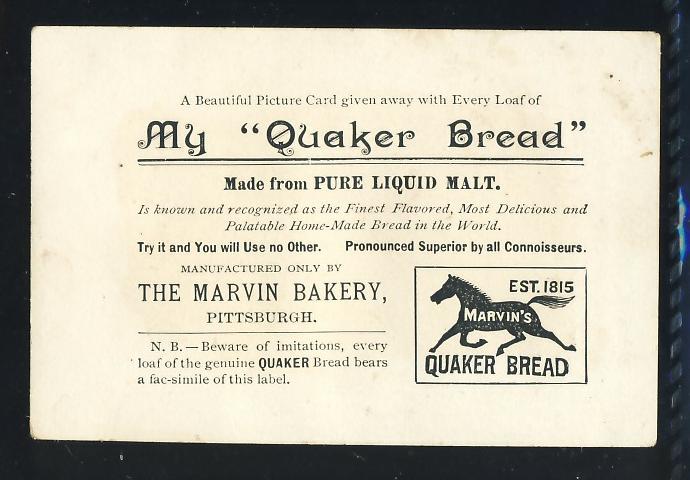 A Beautiful Picture Card given away with Every Loaf of
My "Quaker Bread"
Made from PURE LIQUID MALT.
Is known and recognized as the Finest Flavored, Most Delicious and
Palatable Home-Made Bread in the World.
Try it and You will Use no Other. Pronounced Superior by all Connoisseurs.
MANUFACTURED ONLY BY
THE MARVIN BAKERY,
PITTSBURGH.
N. B.—Beware of imitations, every
loaf of the genuine QUAKER Bread bears
a fac-simile of this label.
EST. 1815
MARVIN'S
QUAKER BREAD